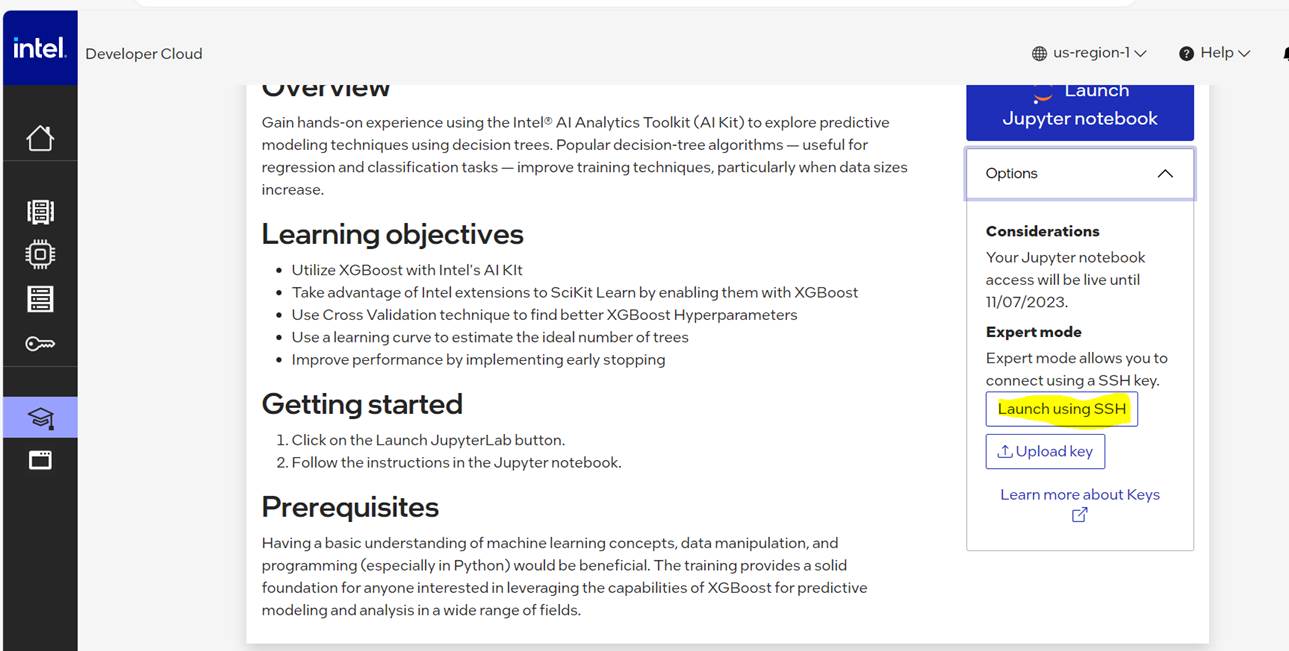 intel.
Developer Cloud
us-region-1
Help
Overview
Gain hands-on experience using the Intel® AI Analytics Toolkit (AI Kit) to explore predictive
modeling techniques using decision trees. Popular decision-tree algorithms — useful for
regression and classification tasks — improve training techniques, particularly when data sizes
increase.
Learning objectives
Utilize XGBoost with Intel's AI KIt
Take advantage of Intel extensions to SciKit Learn by enabling them with XGBoost
Use Cross Validation technique to find better XGBoost Hyperparameters
Use a learning curve to estimate the ideal number of trees
Improve performance by implementing early stopping
Getting started
1. Click on the Launch JupyterLab button.
2. Follow the instructions in the Jupyter notebook.
Prerequisites
Having a basic understanding of machine learning concepts, data manipulation, and
programming (especially in Python) would be beneficial. The training provides a solid
foundation for anyone interested in leveraging the capabilities of XGBoost for predictive
modeling and analysis in a wide range of fields.
Launch
Jupyter notebook
Options
Considerations
Your Jupyter notebook
access will be live until
11/07/2023.
Expert mode
Expert mode allows you to
connect using a SSH key.
Launch using SSH
Upload key
Learn more about Keys